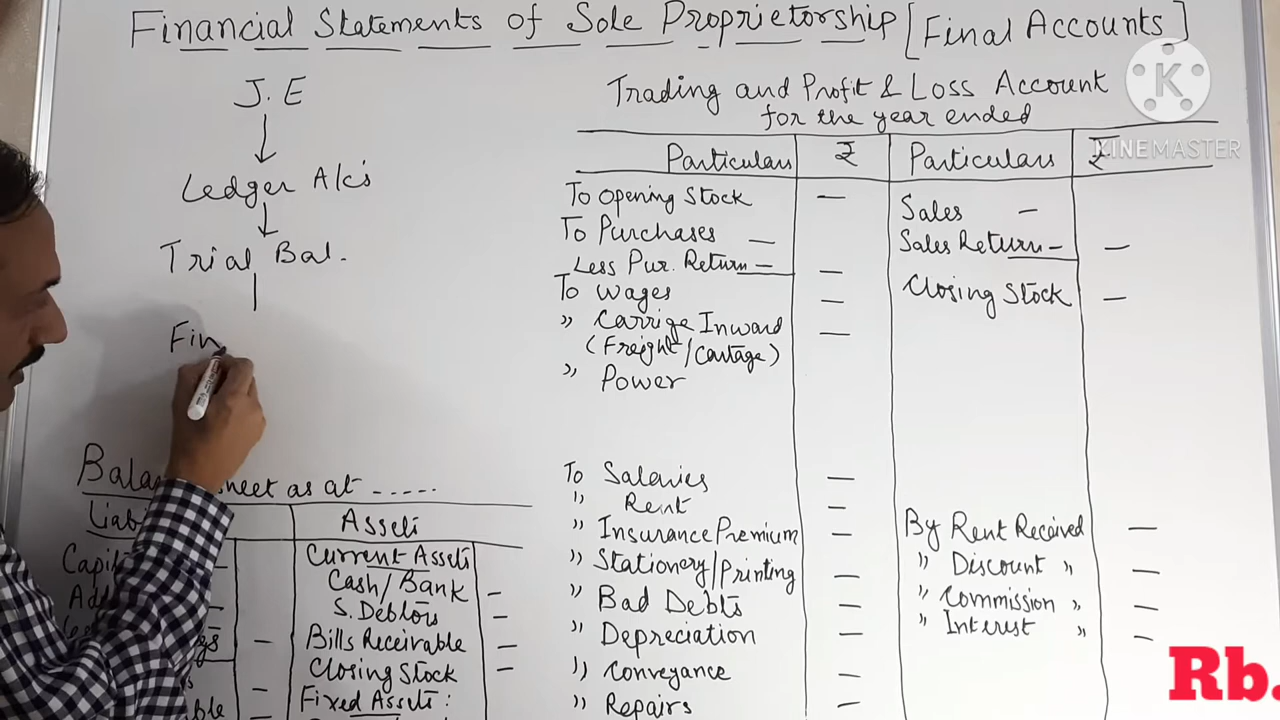 Financial Statements of Sole Proprietorship [Final Accounts]
J.E
Ledger A/c's
Trial Bal.
Fin
Trading and Profit & Loss Account
for the year ended
Particulars ₹ Particulars ₹
To Opening Stock —
To Purchases —
Less Pur. Return — —
To Wages —
" Carrige Inward —
(Freight/Cartage)
" Power
Sales —
Sales Return — —
Closing Stock —
To Salaries —
" Rent —
" Insurance Premium —
" Stationery/Printing —
" Bad Debts —
" Depreciation —
" Conveyance —
" Repairs —
By Rent Received —
" Discount " —
" Commission " —
" Interest " —
Sheet as at .....
Assets
Current Assets
Cash/Bank —
S. Debtors —
Bills Receivable —
Closing Stock —
Fixed Assets:
K
KINEMASTER
Rb.